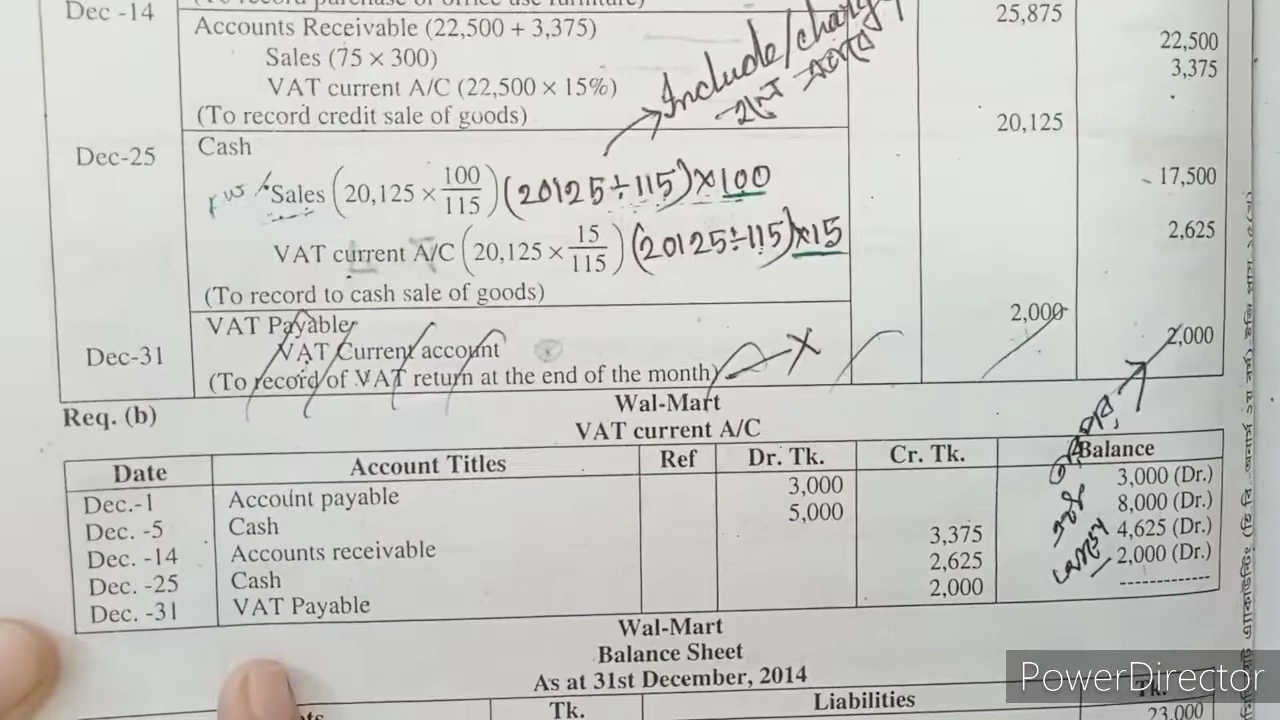 Dec -14
Accounts Receivable (22,500 + 3,375) 25,875
Sales (75 × 300) 22,500
VAT current A/C (22,500 × 15%) 3,375
(To record credit sale of goods)
Include/charge
Dec-25 Cash 20,125
Sales (20,125 × 100/115) (20125÷115)×100 17,500
VAT current A/C (20,125 × 15/115) (20125÷115)×15 2,625
(To record to cash sale of goods)
Dec-31 VAT Payable 2,000
VAT Current account 2,000
(To record of VAT return at the end of the month)
Req. (b)
Wal-Mart
VAT current A/C
Date Account Titles Ref Dr. Tk. Cr. Tk. Balance
Dec.-1 Account payable 3,000 3,000 (Dr.)
Dec. -5 Cash 5,000 8,000 (Dr.)
Dec. -14 Accounts receivable 3,375 4,625 (Dr.)
Dec. -25 Cash 2,625 2,000 (Dr.)
Dec. -31 VAT Payable 2,000 ------------
Wal-Mart
Balance Sheet
As at 31st December, 2014
Tk. Liabilities Tk.
23,000
PowerDirector